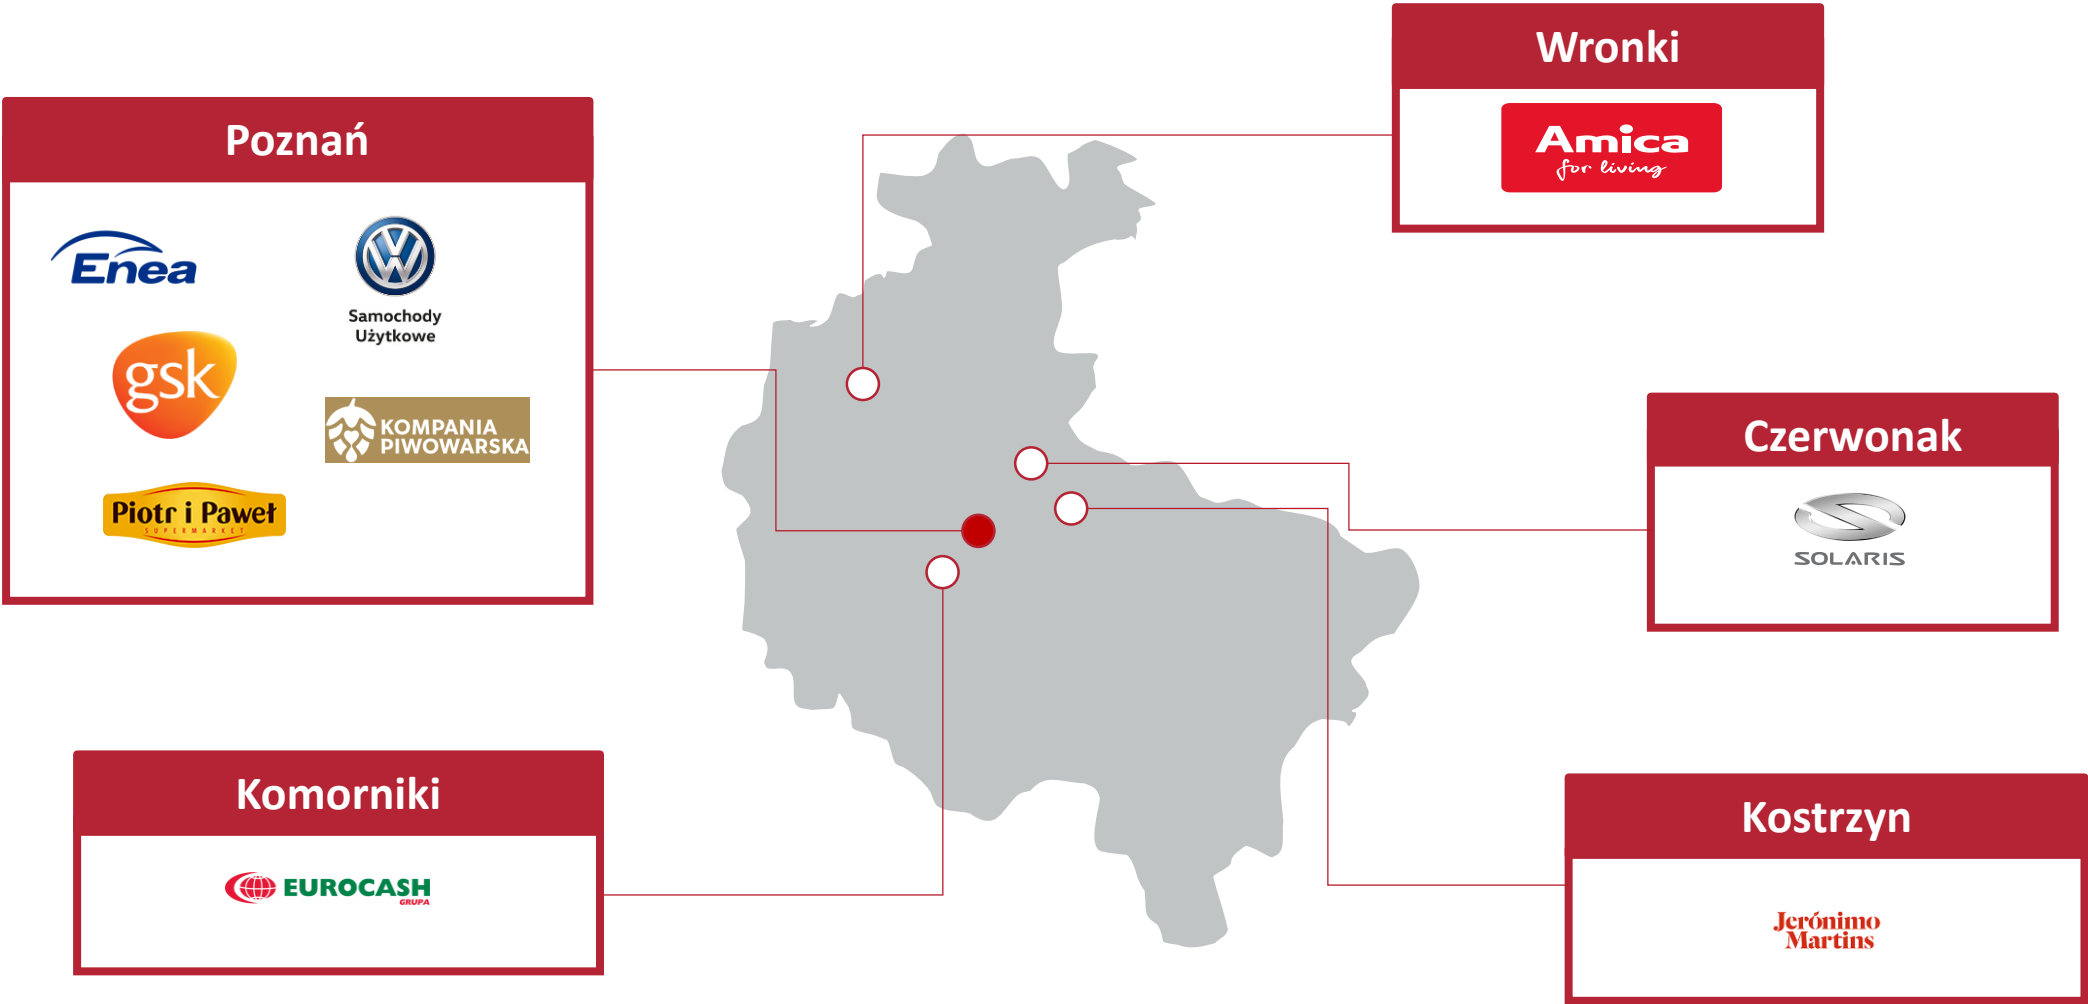 Wronki
Amica
for living
Poznań
Enea
Samochody
Użytkowe
gsk
KOMPANIA
PIWOWARSKA
Piotr i Paweł
SUPERMARKET
Czerwonak
SOLARIS
Komorniki
EUROCASH
GRUPA
Kostrzyn
Jerónimo
Martins